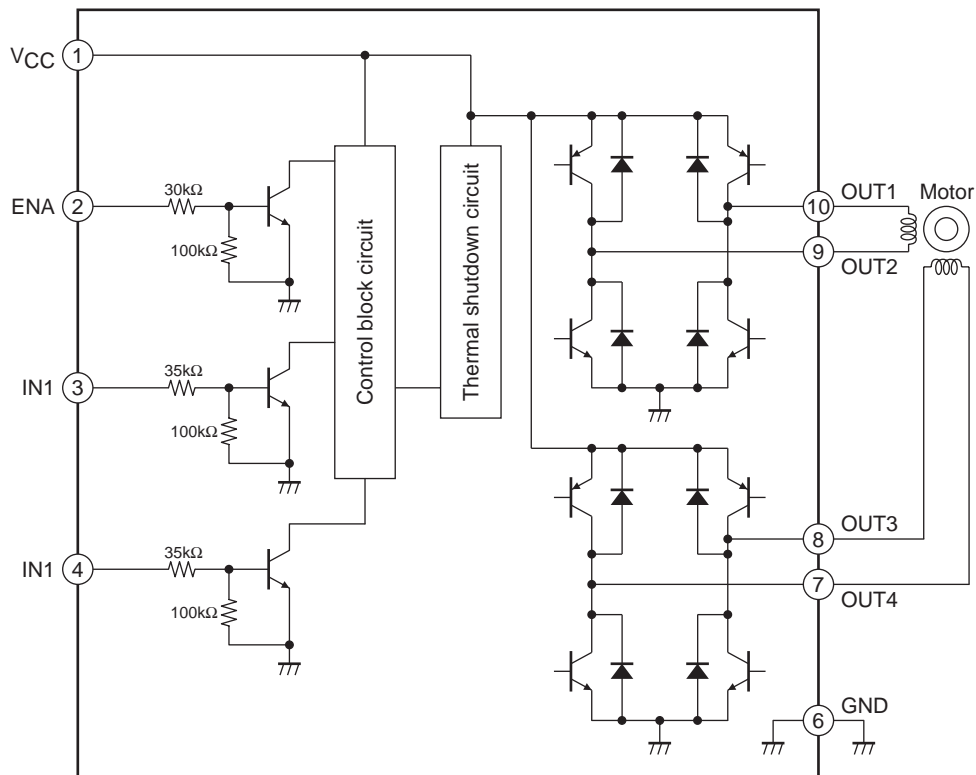 VCC 1
ENA 2
30kΩ
100kΩ
IN1 3
35kΩ
100kΩ
IN1 4
35kΩ
100kΩ
Control block circuit
Thermal shutdown circuit
10 OUT1
Motor
9 OUT2
8 OUT3
7 OUT4
6 GND